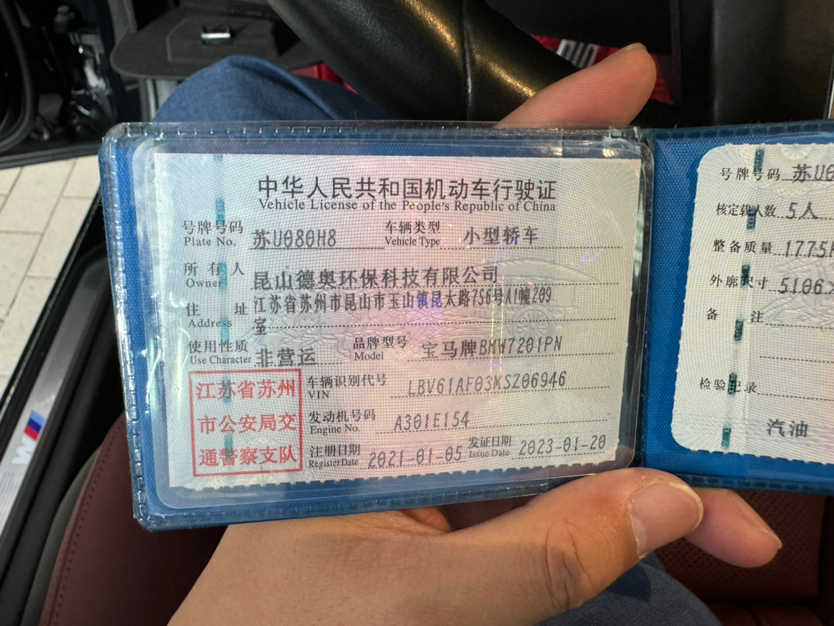 中华人民共和国机动车行驶证
Vehicle License of the People's Republic of China
号牌号码 苏U080H8 车辆类型 小型轿车
Plate No. Vehicle Type
所有人 昆山德奥环保科技有限公司
Owner
住址 江苏省苏州市昆山市玉山镇昆太路756号A1幢209
Address 室
使用性质 非营运 品牌型号 宝马牌BMW7201PN
Use Character Model
江苏省苏州
市公安局交
通警察支队
车辆识别代号 LBV61AF03MSZ06946
VIN
发动机号码 A301E154
Engine No.
注册日期 2021-01-05 发证日期 2023-01-20
Register Date Issue Date
号牌号码 苏U0
核定载人数 5人
整备质量 1775
外廓尺寸 5106×
备注
检验记录
汽油
M